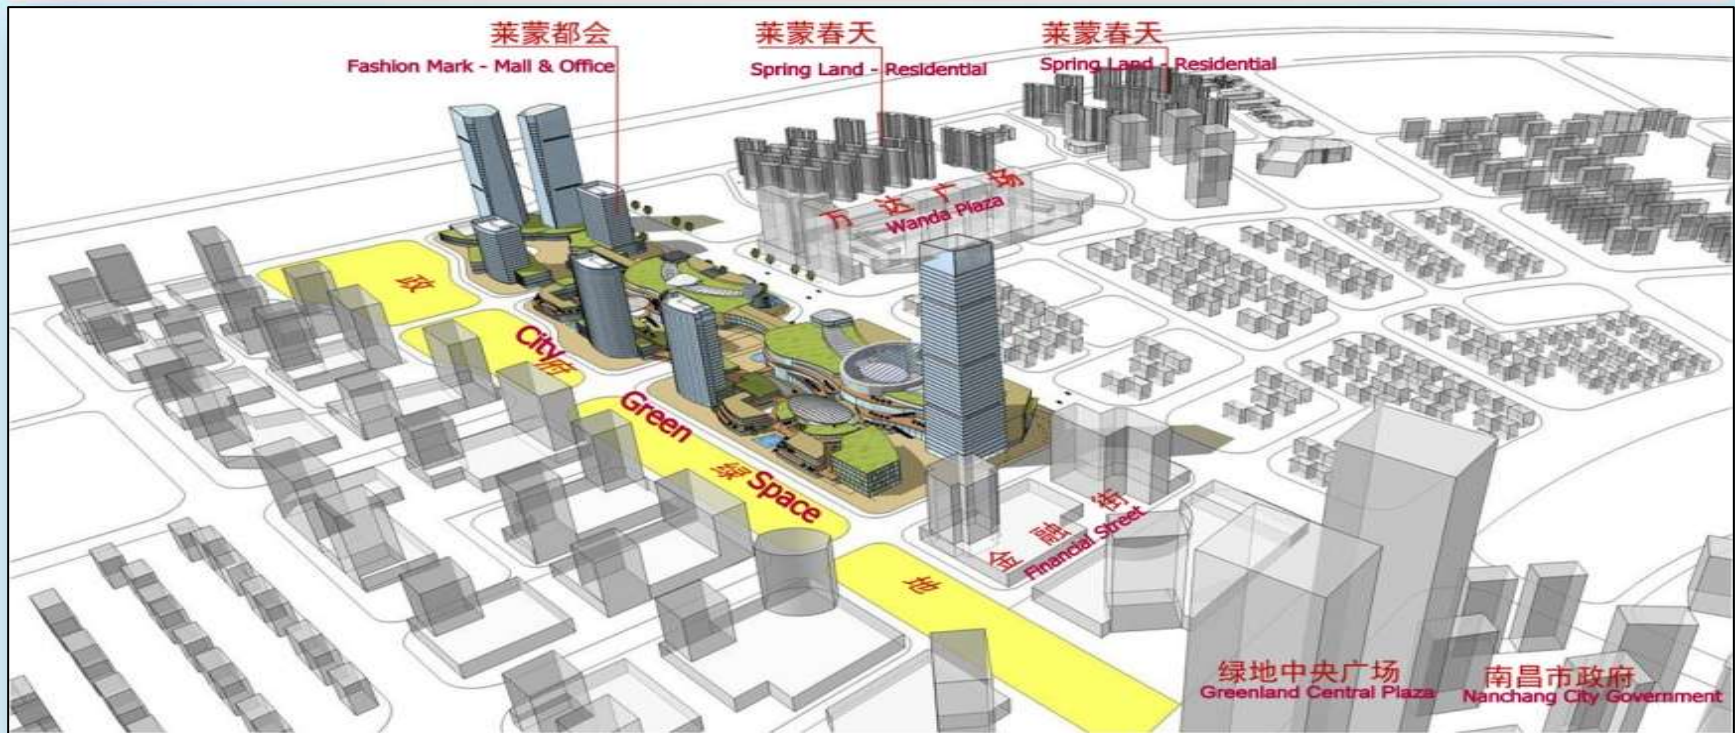 莱蒙都会
Fashion Mark - Mall & Office
莱蒙春天
Spring Land - Residential
莱蒙春天
Spring Land - Residential
万达广场
Wanda Plaza
政府绿地
City Green Space
金融街
Financial Street
绿地中央广场
Greenland Central Plaza
南昌市政府
Nanchang City Government